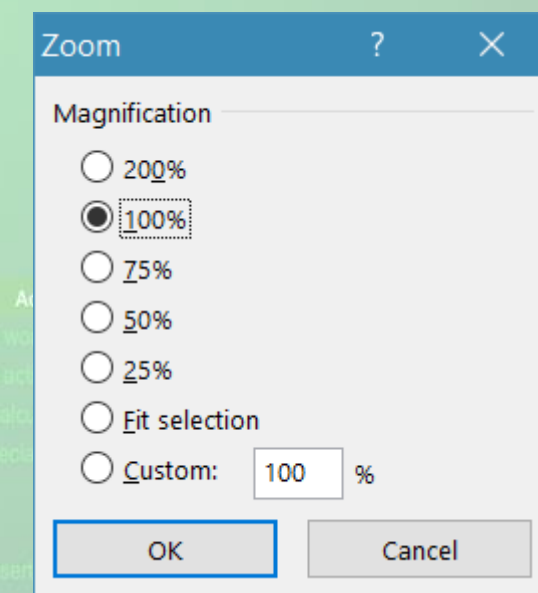 Zoom ?
Magnification
200%
100%
75%
50%
25%
Fit selection
Custom: 100 %
OK Cancel